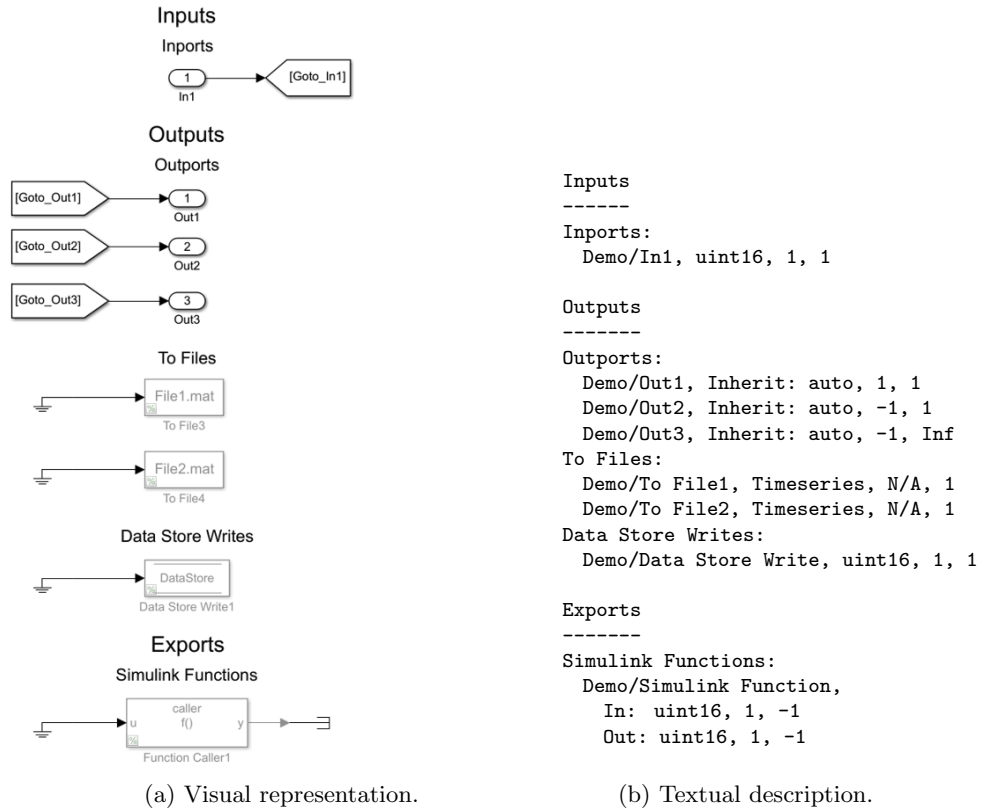 Inputs
Inports
1
In1
[Goto_In1]
Outputs
Outports
[Goto_Out1]
1
Out1
[Goto_Out2]
2
Out2
[Goto_Out3]
3
Out3
To Files
File1.mat
%
To File3
File2.mat
%
To File4
Data Store Writes
DataStore
%
Data Store Write1
Exports
Simulink Functions
caller
u f() y
%
Function Caller1
(a) Visual representation.
Inputs
------
Inports:
Demo/In1, uint16, 1, 1
Outputs
-------
Outports:
Demo/Out1, Inherit: auto, 1, 1
Demo/Out2, Inherit: auto, -1, 1
Demo/Out3, Inherit: auto, -1, Inf
To Files:
Demo/To File1, Timeseries, N/A, 1
Demo/To File2, Timeseries, N/A, 1
Data Store Writes:
Demo/Data Store Write, uint16, 1, 1
Exports
-------
Simulink Functions:
Demo/Simulink Function,
In: uint16, 1, -1
Out: uint16, 1, -1
(b) Textual description.